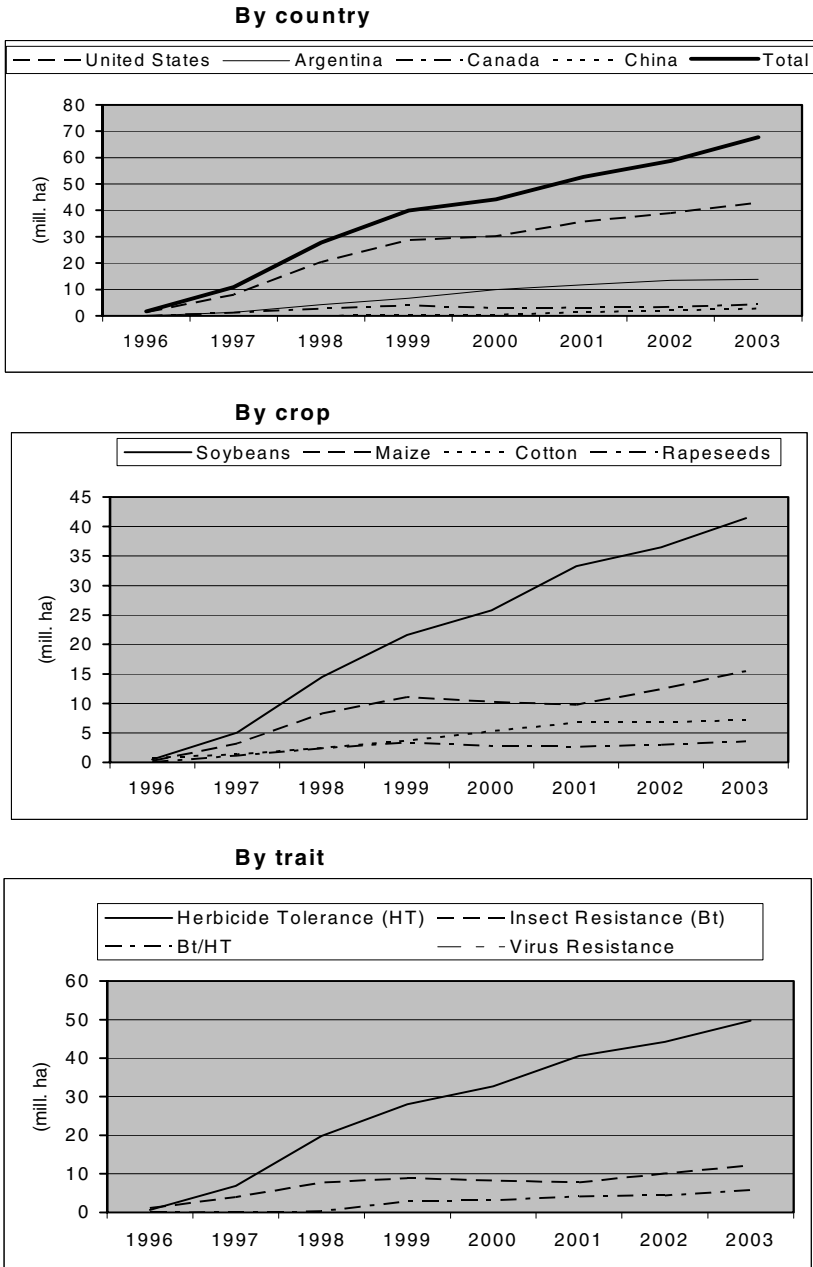 By country
United States Argentina Canada China Total
80
70
60
50
40
30
20
10
0
(mill. ha)
1996 1997 1998 1999 2000 2001 2002 2003
By crop
Soybeans Maize Cotton Rapeseeds
45
40
35
30
25
20
15
10
5
0
(mill. ha)
1996 1997 1998 1999 2000 2001 2002 2003
By trait
Herbicide Tolerance (HT) Insect Resistance (Bt)
Bt/HT Virus Resistance
60
50
40
30
20
10
0
(mill. ha)
1996 1997 1998 1999 2000 2001 2002 2003